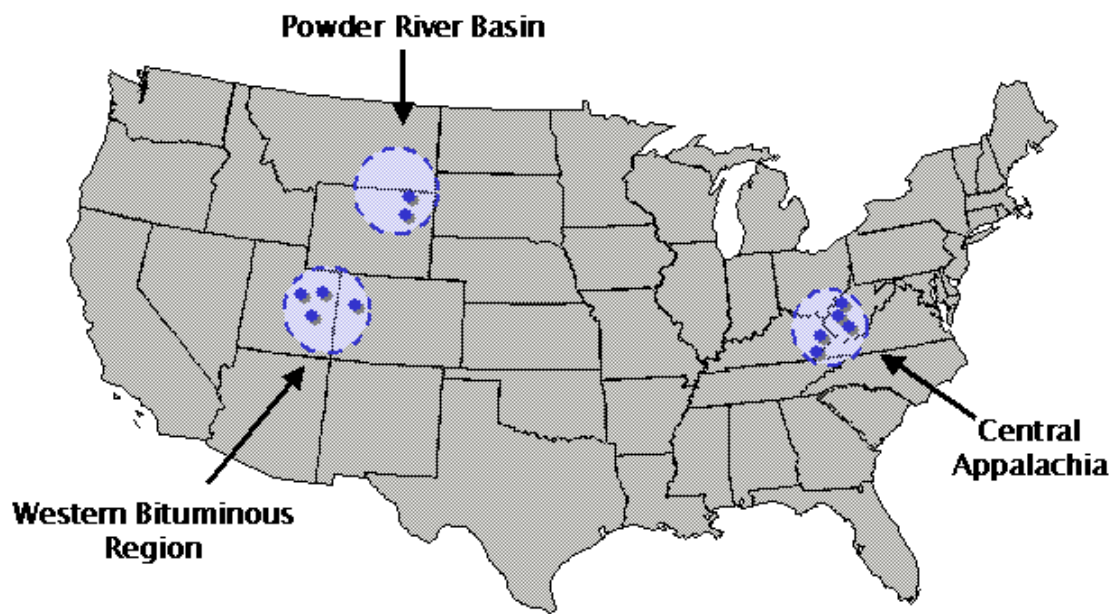 Powder River Basin
Central
Appalachia
Western Bituminous
Region